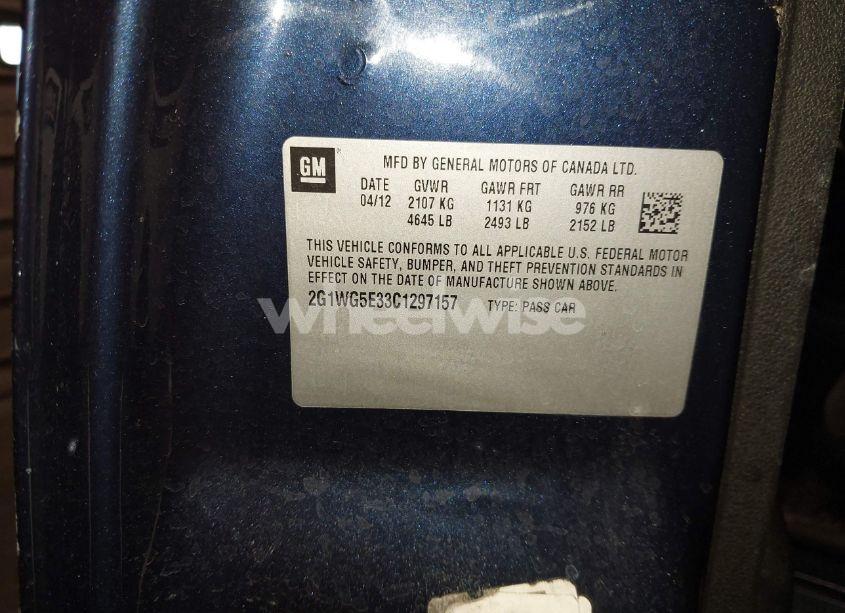 GM
MFD BY GENERAL MOTORS OF CANADA LTD.
DATE GVWR GAWR FRT GAWR RR
04/12 2107 KG 1131 KG 976 KG
4645 LB 2493 LB 2152 LB
THIS VEHICLE CONFORMS TO ALL APPLICABLE U.S. FEDERAL MOTOR
VEHICLE SAFETY, BUMPER, AND THEFT PREVENTION STANDARDS IN
EFFECT ON THE DATE OF MANUFACTURE SHOWN ABOVE.
2G1WG5E33C1297157 TYPE: PASS CAR
wheelwise